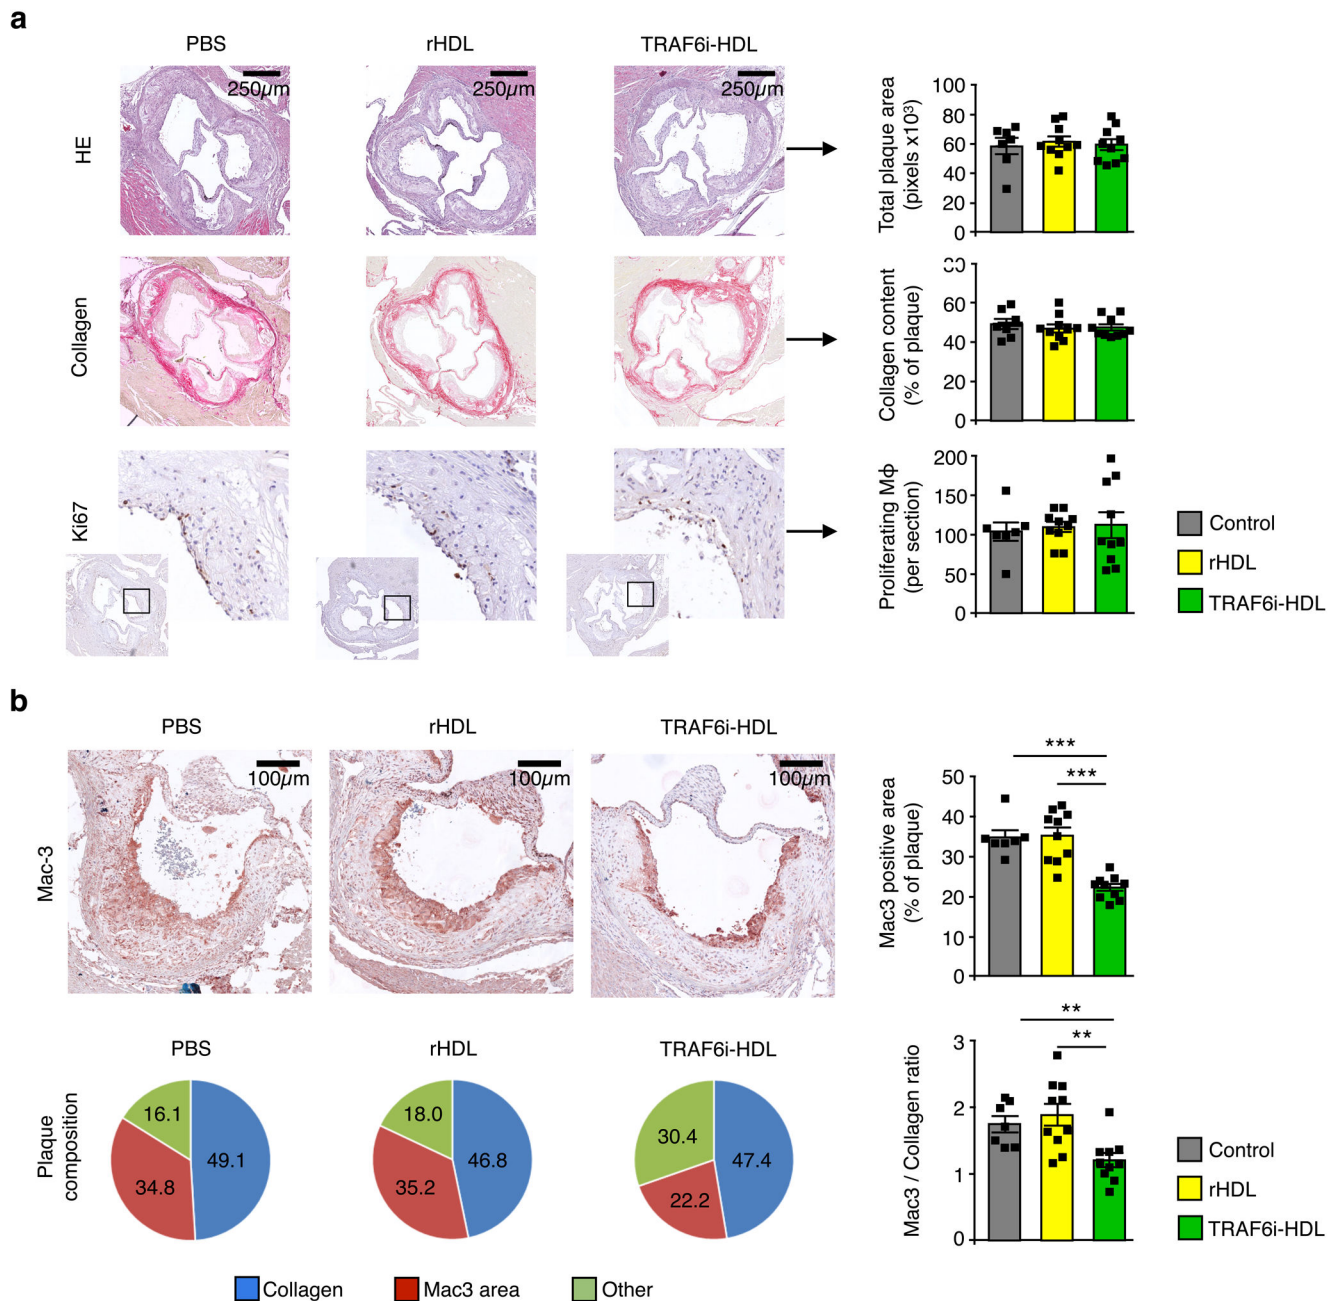 a
PBS
rHDL
TRAF6i-HDL
HE
250µm
250µm
250µm
Total plaque area
(pixels x10³)
100
80
60
40
20
0
Collagen
Collagen content
(% of plaque)
60
40
20
0
Ki67
Proliferating Mϕ
(per section)
200
150
100
50
0
Control
rHDL
TRAF6i-HDL
b
PBS
rHDL
TRAF6i-HDL
Mac-3
100µm
100µm
100µm
Mac3 positive area
(% of plaque)
***
***
50
40
30
20
10
0
PBS
rHDL
TRAF6i-HDL
Plaque
composition
16.1
49.1
34.8
18.0
46.8
35.2
30.4
47.4
22.2
Collagen
Mac3 area
Other
Mac3 / Collagen ratio
**
**
3
2
1
0
Control
rHDL
TRAF6i-HDL